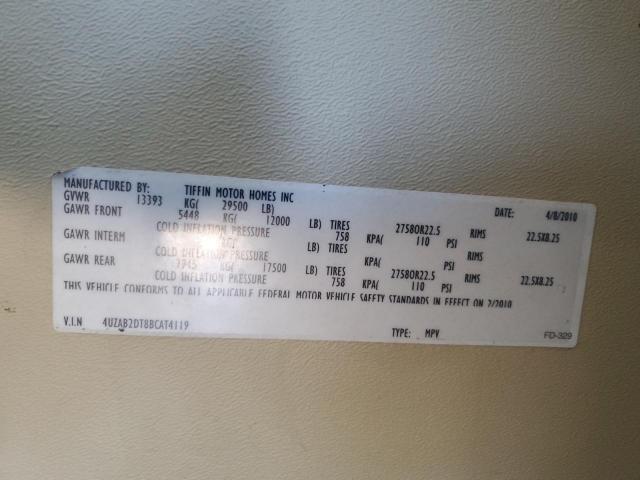 MANUFACTURED BY: TIFFIN MOTOR HOMES INC DATE: 4/8/2010
GVWR 13393 KG( 29500 LB)
GAWR FRONT 5448 KG( 12000 LB) TIRES 27580R22.5 RIMS 22.5X8.25
COLD INFLATION PRESSURE 758 KPA( 110 PSI
GAWR INTERM KG( LB) TIRES RIMS
COLD INFLATION PRESSURE KPA( PSI
GAWR REAR 7945 KG( 17500 LB) TIRES 27580R22.5 RIMS 22.5X8.25
COLD INFLATION PRESSURE 758 KPA( 110 PSI
THIS VEHICLE CONFORMS TO ALL APPLICABLE FEDERAL MOTOR VEHICLE SAFETY STANDARDS IN EFFECT ON 2/2010
V.I.N 4UZAB2DT8BCAT4119 TYPE: MPV FD-329